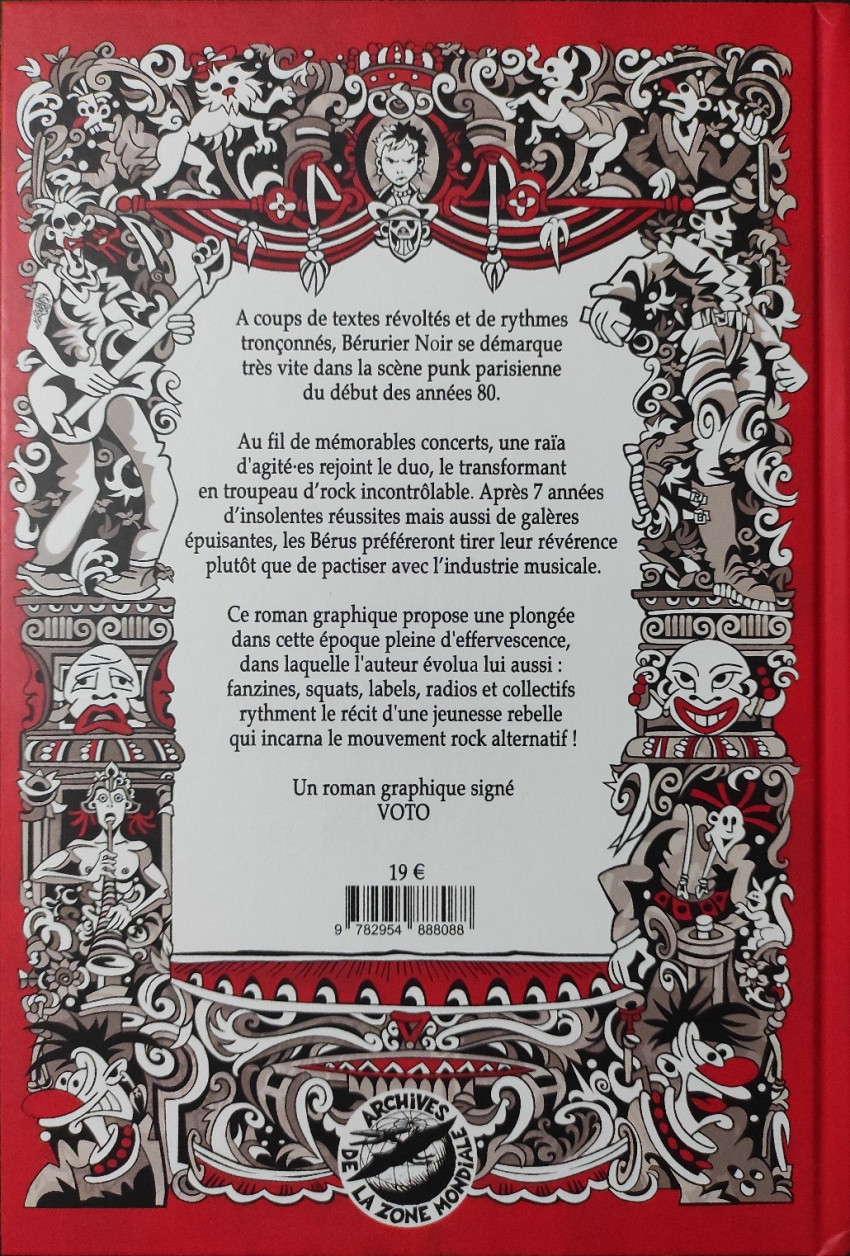 A coups de textes révoltés et de rythmes
tronçonnés, Bérurier Noir se démarque
très vite dans la scène punk parisienne
du début des années 80.
Au fil de mémorables concerts, une raïa
d'agité·es rejoint le duo, le transformant
en troupeau d’rock incontrôlable. Après 7 années
d’insolentes réussites mais aussi de galères
épuisantes, les Bérus préféreront tirer leur révérence
plutôt que de pactiser avec l’industrie musicale.
Ce roman graphique propose une plongée
dans cette époque pleine d'effervescence,
dans laquelle l'auteur évolua lui aussi :
fanzines, squats, labels, radios et collectifs
rythment le récit d'une jeunesse rebelle
qui incarna le mouvement rock alternatif !
Un roman graphique signé
VOTO
19 €
9 782954 888088
ARCHIVES
DE LA ZONE MONDIALE